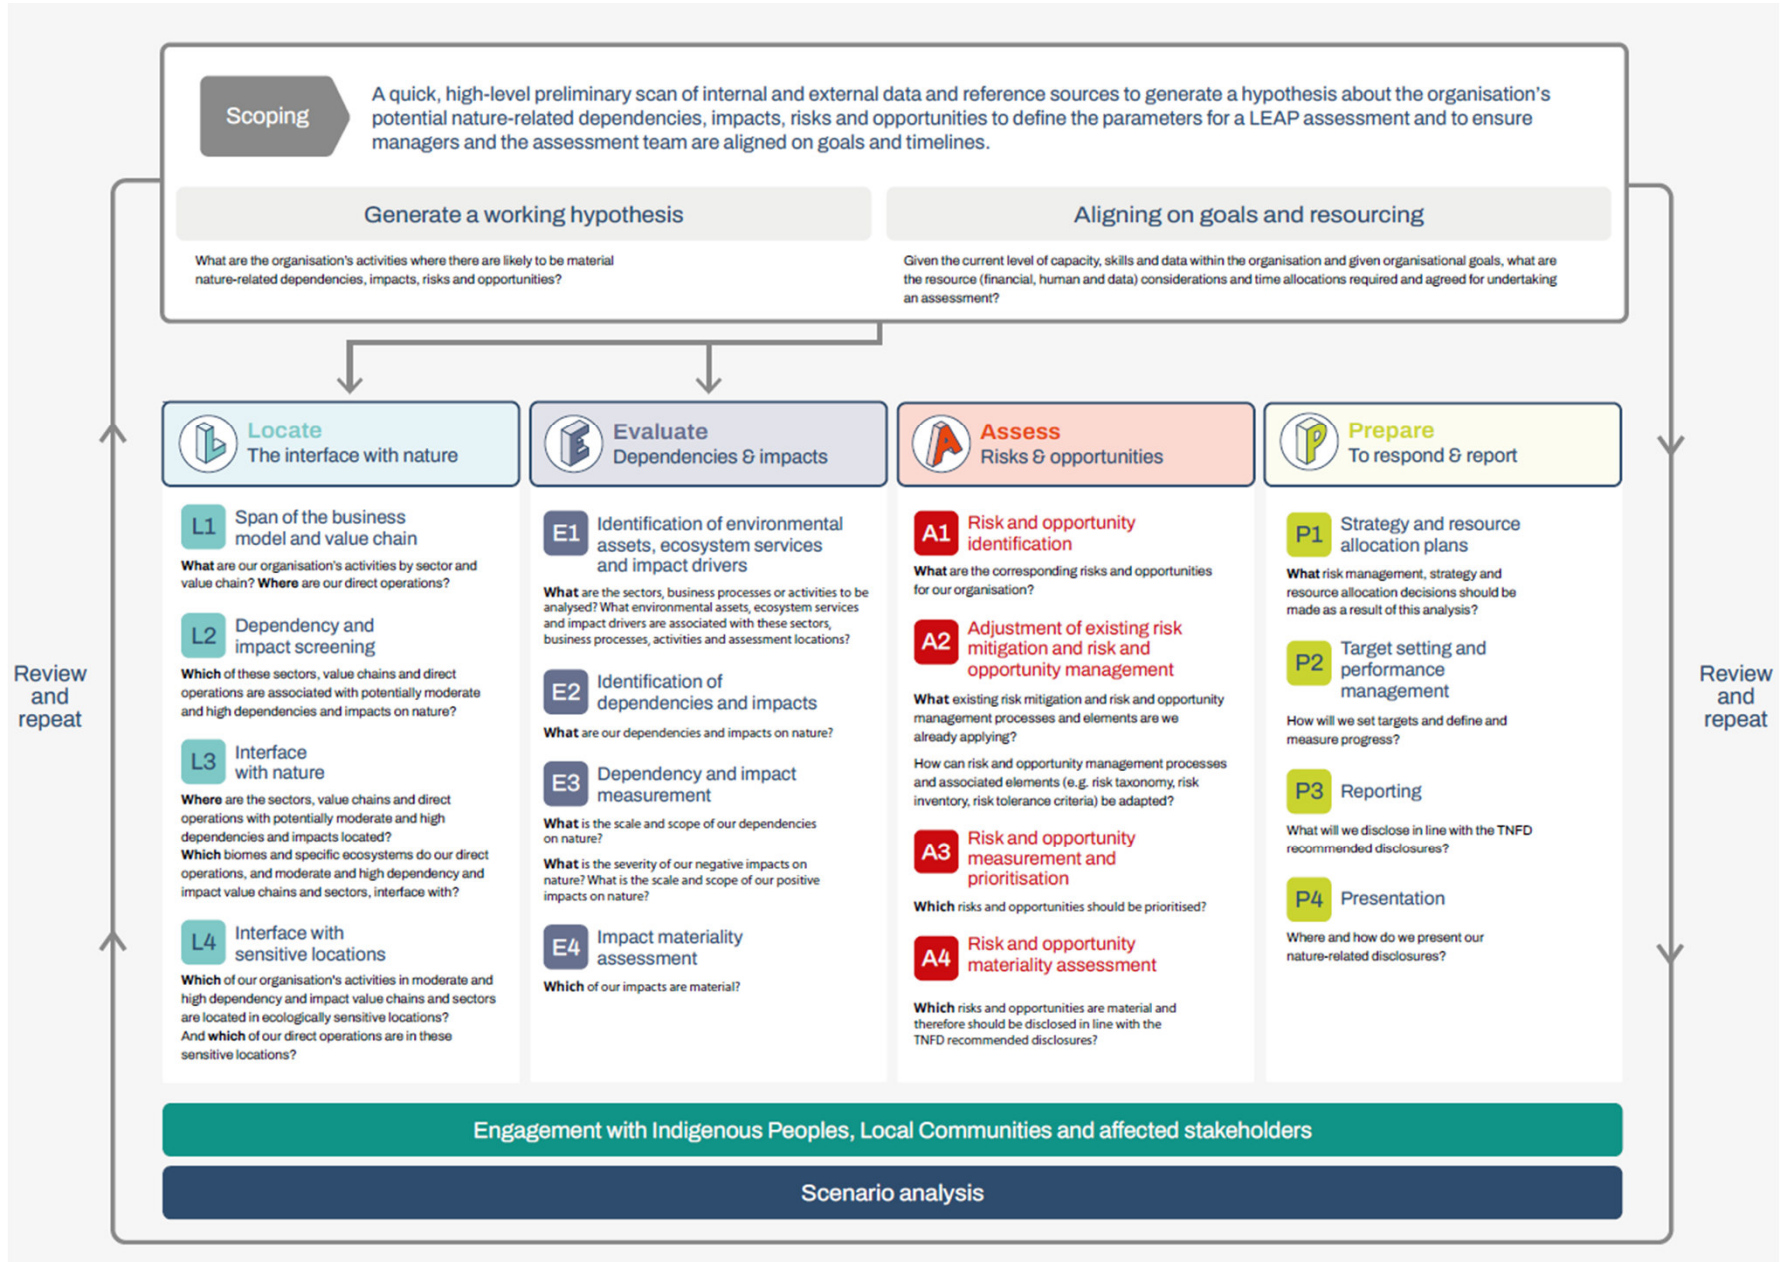 Scoping
A quick, high-level preliminary scan of internal and external data and reference sources to generate a hypothesis about the organisation's
potential nature-related dependencies, impacts, risks and opportunities to define the parameters for a LEAP assessment and to ensure
managers and the assessment team are aligned on goals and timelines.
Generate a working hypothesis
What are the organisation's activities where there are likely to be material
nature-related dependencies, impacts, risks and opportunities?
Aligning on goals and resourcing
Given the current level of capacity, skills and data within the organisation and given organisational goals, what are
the resource (financial, human and data) considerations and time allocations required and agreed for undertaking
an assessment?
Review
and
repeat
L
Locate
The interface with nature
L1
Span of the business
model and value chain
What are our organisation's activities by sector and
value chain? Where are our direct operations?
L2
Dependency and
impact screening
Which of these sectors, value chains and direct
operations are associated with potentially moderate
and high dependencies and impacts on nature?
L3
Interface
with nature
Where are the sectors, value chains and direct
operations with potentially moderate and high
dependencies and impacts located?
Which biomes and specific ecosystems do our direct
operations, and moderate and high dependency and
impact value chains and sectors, interface with?
L4
Interface with
sensitive locations
Which of our organisation's activities in moderate and
high dependency and impact value chains and sectors
are located in ecologically sensitive locations?
And which of our direct operations are in these
sensitive locations?
E
Evaluate
Dependencies & impacts
E1
Identification of environmental
assets, ecosystem services
and impact drivers
What are the sectors, business processes or activities to be
analysed? What environmental assets, ecosystem services
and impact drivers are associated with these sectors,
business processes, activities and assessment locations?
E2
Identification of
dependencies and impacts
What are our dependencies and impacts on nature?
E3
Dependency and impact
measurement
What is the scale and scope of our dependencies
on nature?
What is the severity of our negative impacts on
nature? What is the scale and scope of our positive
impacts on nature?
E4
Impact materiality
assessment
Which of our impacts are material?
A
Assess
Risks & opportunities
A1
Risk and opportunity
identification
What are the corresponding risks and opportunities
for our organisation?
A2
Adjustment of existing risk
mitigation and risk and
opportunity management
What existing risk mitigation and risk and opportunity
management processes and elements are we
already applying?
How can risk and opportunity management processes
and associated elements (e.g. risk taxonomy, risk
inventory, risk tolerance criteria) be adapted?
A3
Risk and opportunity
measurement and
prioritisation
Which risks and opportunities should be prioritised?
A4
Risk and opportunity
materiality assessment
Which risks and opportunities are material and
therefore should be disclosed in line with the
TNFD recommended disclosures?
P
Prepare
To respond & report
P1
Strategy and resource
allocation plans
What risk management, strategy and
resource allocation decisions should be
made as a result of this analysis?
P2
Target setting and
performance
management
How will we set targets and define and
measure progress?
P3
Reporting
What will we disclose in line with the TNFD
recommended disclosures?
P4
Presentation
Where and how do we present our
nature-related disclosures?
Review
and
repeat
Engagement with Indigenous Peoples, Local Communities and affected stakeholders
Scenario analysis